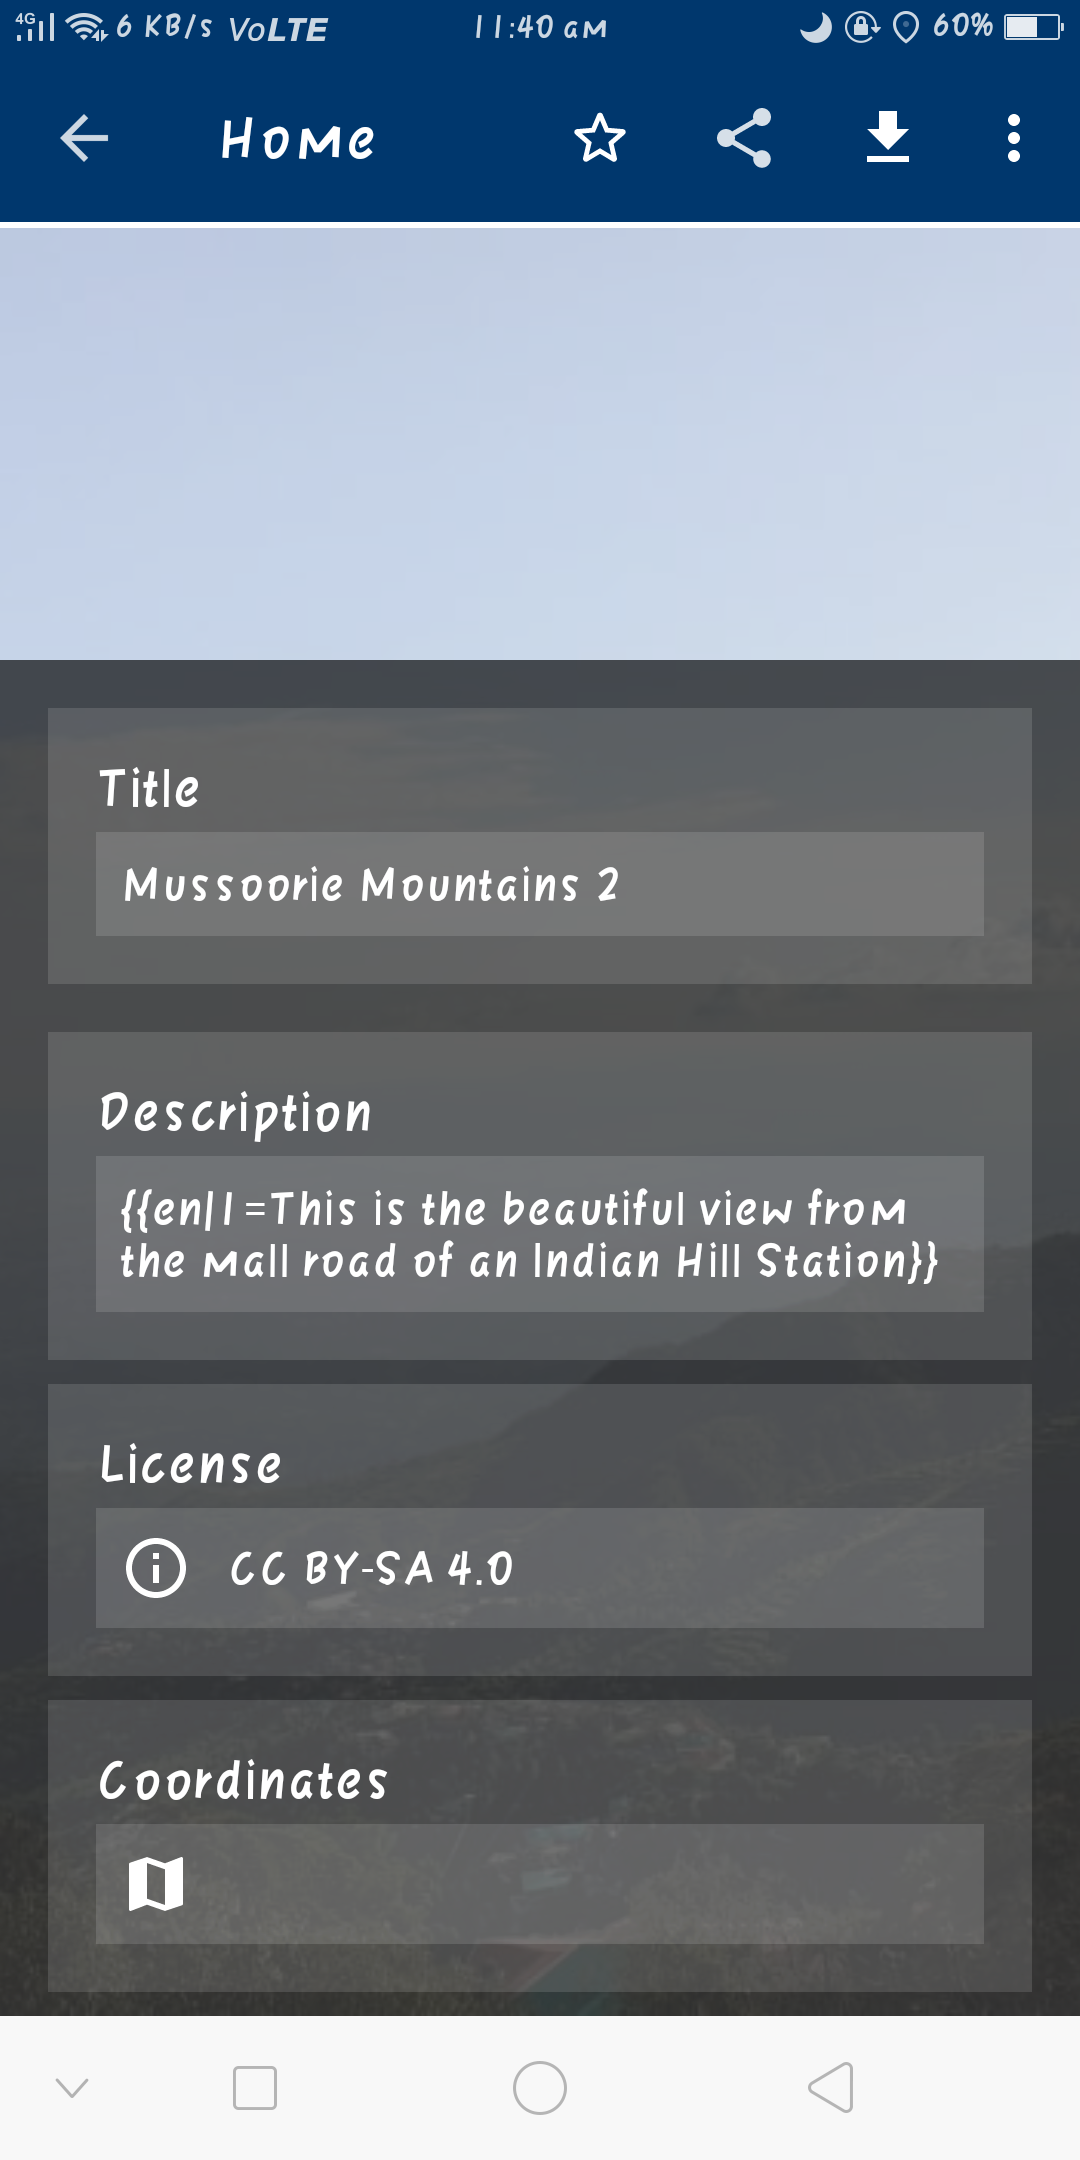 4G 6 KB/s VoLTE 11:40 am 60%
Home
Title
Mussoorie Mountains 2
Description
{{en|1=This is the beautiful view from
the mall road of an Indian Hill Station}}
License
CC BY-SA 4.0
Coordinates